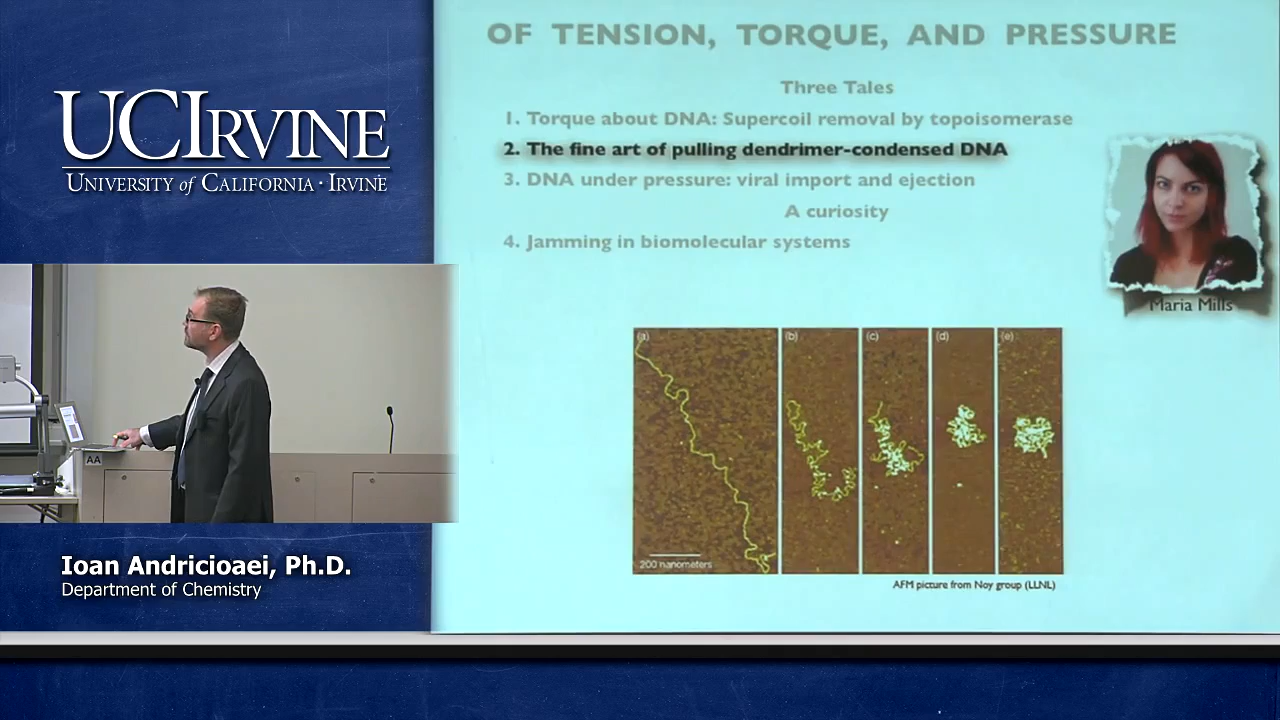 UCIRVINE
UNIVERSITY of CALIFORNIA · IRVINE
OF TENSION, TORQUE, AND PRESSURE
Three Tales
1. Torque about DNA: Supercoil removal by topoisomerase
2. The fine art of pulling dendrimer-condensed DNA
3. DNA under pressure: viral import and ejection
A curiosity
4. Jamming in biomolecular systems
Maria Mills
(a)
(b)
(c)
(d)
(e)
200 nanometers
AFM picture from Noy group (LLNL)
AA
Ioan Andricioaei, Ph.D.
Department of Chemistry